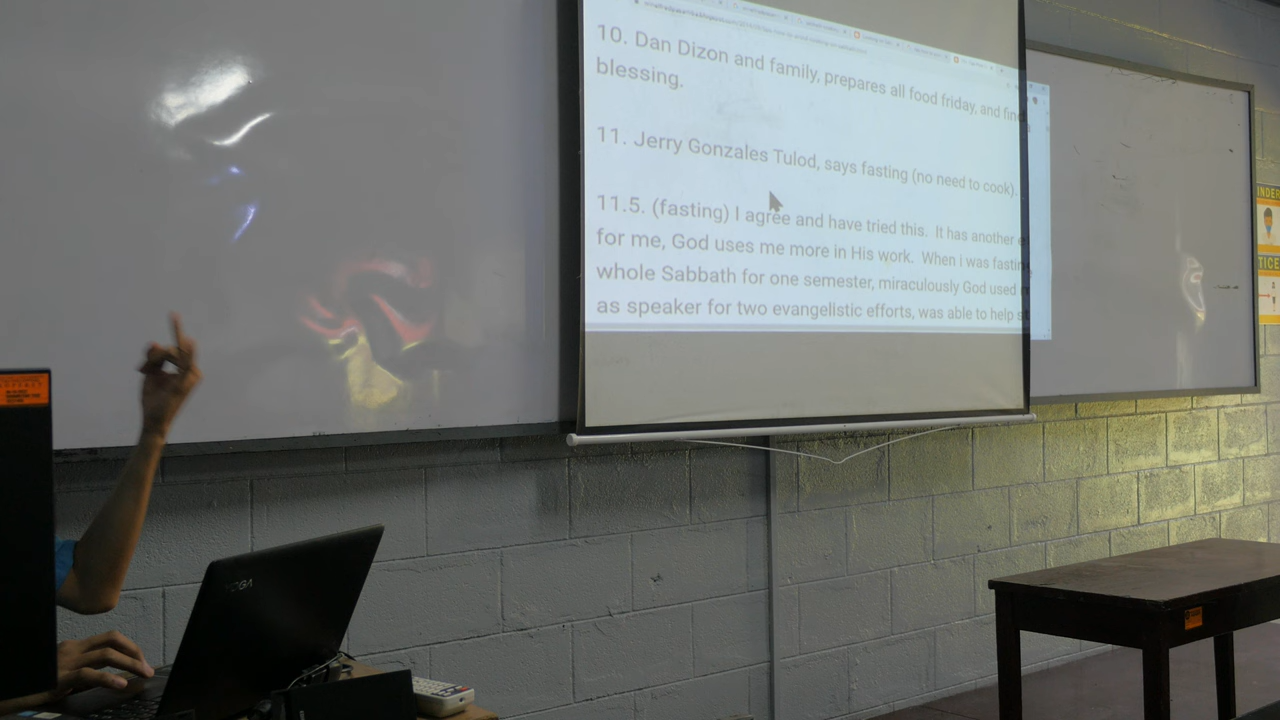 10. Dan Dizon and family, prepares all food friday, and find
blessing.
11. Jerry Gonzales Tulod, says fasting (no need to cook).
11.5. (fasting) I agree and have tried this. It has another
for me, God uses me more in His work. When i was fasting
whole Sabbath for one semester, miraculously God used
as speaker for two evangelistic efforts, was able to help
YOGA